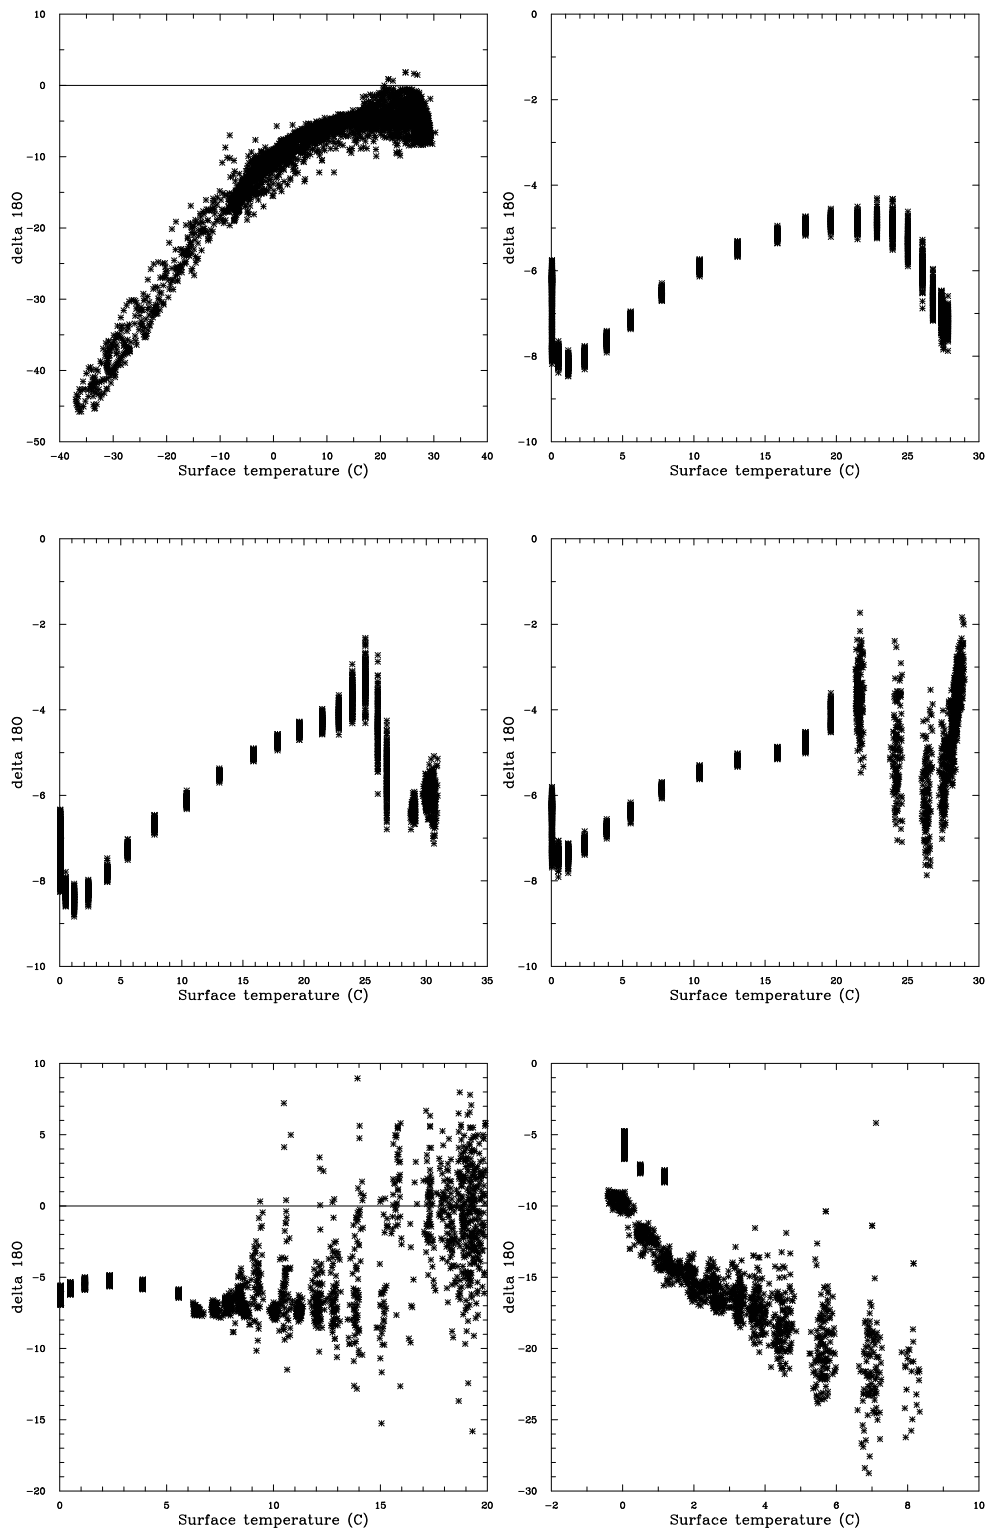 10
0
-10
-20
-30
-40
-50
-40 -30 -20 -10 0 10 20 30 40
Surface temperature (C)
delta 18O
0
-2
-4
-6
-8
-10
0 5 10 15 20 25 30
Surface temperature (C)
delta 18O
0
-2
-4
-6
-8
-10
0 5 10 15 20 25 30 35
Surface temperature (C)
delta 18O
0
-2
-4
-6
-8
-10
0 5 10 15 20 25 30
Surface temperature (C)
delta 18O
10
5
0
-5
-10
-15
-20
0 5 10 15 20
Surface temperature (C)
delta 18O
0
-5
-10
-15
-20
-25
-30
-2 0 2 4 6 8 10
Surface temperature (C)
delta 18O